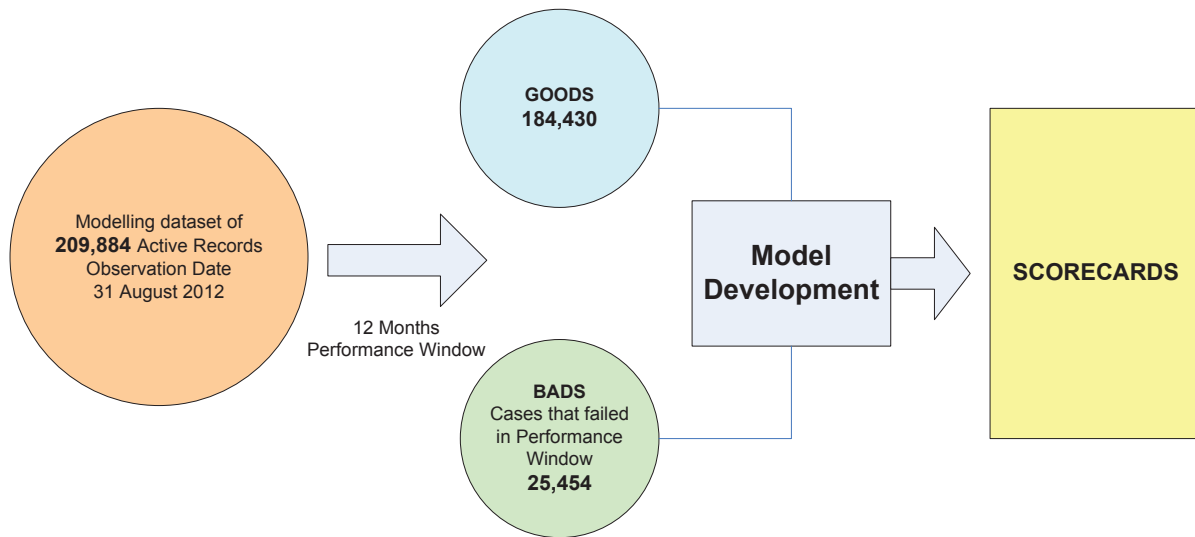 Modelling dataset of
209,884 Active Records
Observation Date
31 August 2012
12 Months
Performance Window
GOODS
184,430
BADS
Cases that failed
in Performance
Window
25,454
Model
Development
SCORECARDS